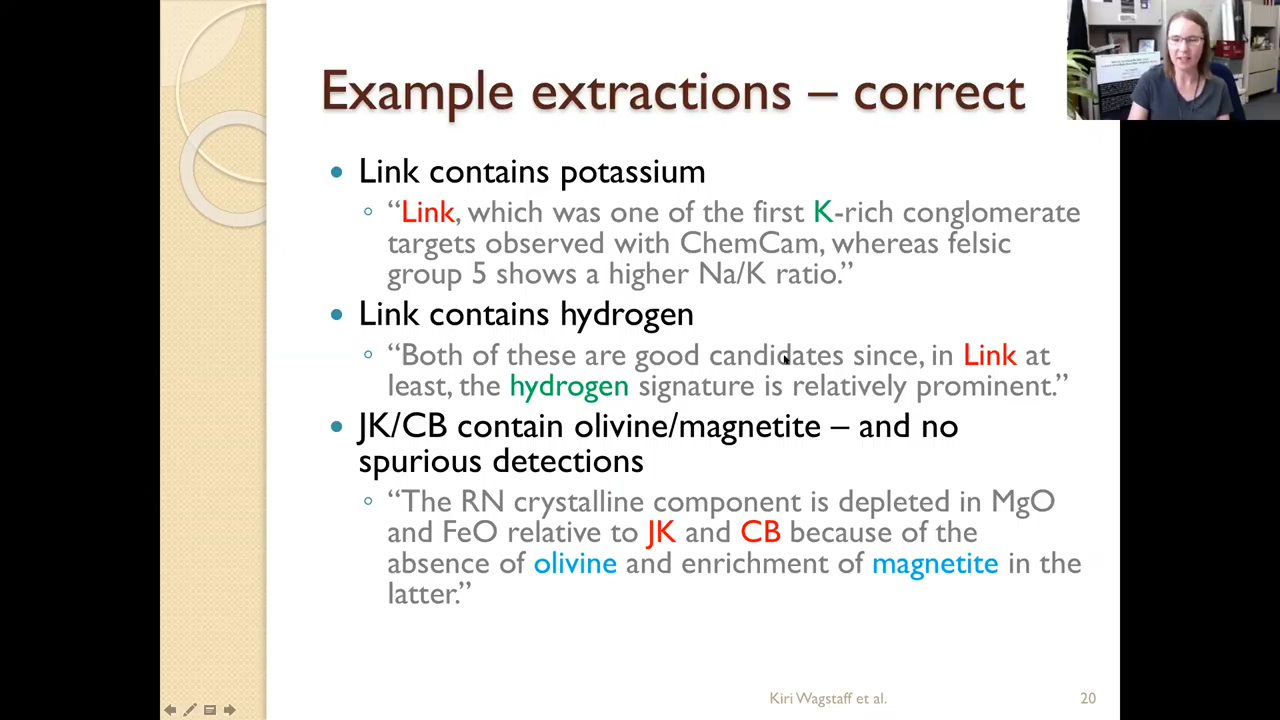 Example extractions – correct
• Link contains potassium
◦ “Link, which was one of the first K-rich conglomerate
targets observed with ChemCam, whereas felsic
group 5 shows a higher Na/K ratio.”
• Link contains hydrogen
◦ “Both of these are good candidates since, in Link at
least, the hydrogen signature is relatively prominent.”
• JK/CB contain olivine/magnetite – and no
spurious detections
◦ “The RN crystalline component is depleted in MgO
and FeO relative to JK and CB because of the
absence of olivine and enrichment of magnetite in the
latter.”
Kiri Wagstaff et al.
20